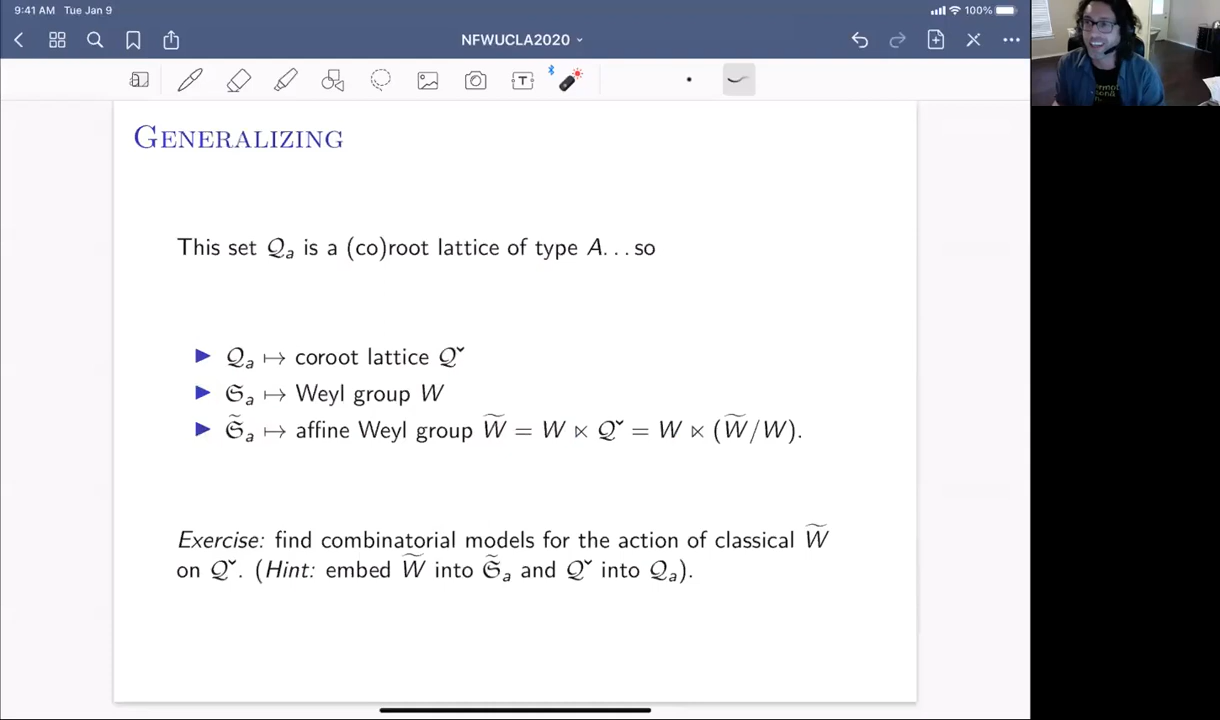 9:41 AM Tue Jan 9
100%
NFWUCLA2020
T
GENERALIZING
This set 𝒬ₐ is a (co)root lattice of type A...so
▶ 𝒬ₐ ↦ coroot lattice 𝒬ˇ
▶ 𝔖ₐ ↦ Weyl group W
▶ 𝔖̃ₐ ↦ affine Weyl group W̃ = W ⋉ 𝒬ˇ = W ⋉ (W̃/W).
Exercise: find combinatorial models for the action of classical W̃
on 𝒬ˇ. (Hint: embed W̃ into 𝔖̃ₐ and 𝒬ˇ into 𝒬ₐ).